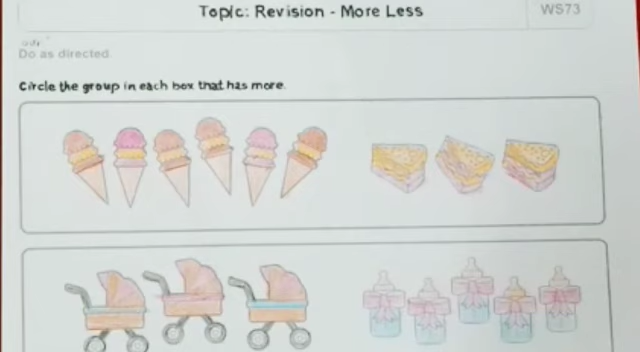 Topic: Revision - More Less
WS73
Do as directed.
Circle the group in each box that has more.